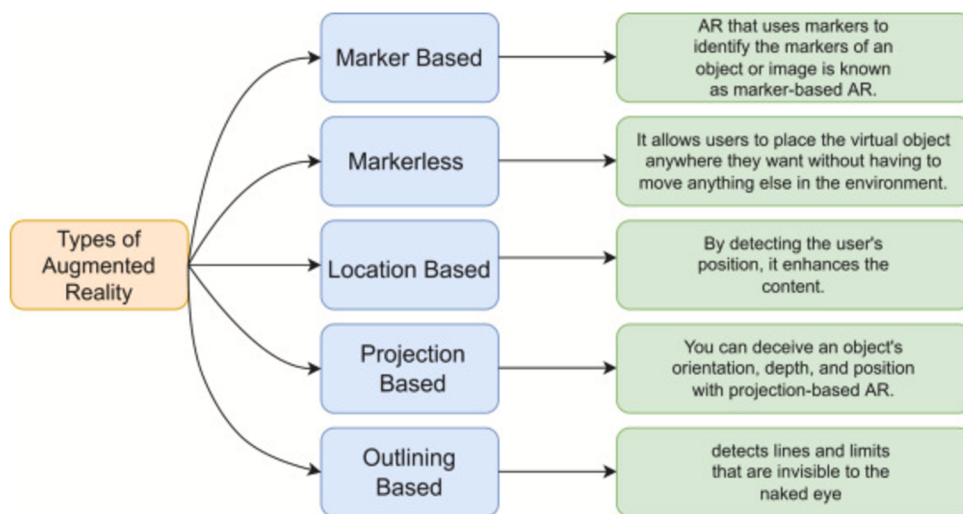 Types of
Augmented
Reality
Marker Based
AR that uses markers to
identify the markers of an
object or image is known
as marker-based AR.
Markerless
It allows users to place the virtual object
anywhere they want without having to
move anything else in the environment.
Location Based
By detecting the user's
position, it enhances the
content.
Projection
Based
You can deceive an object's
orientation, depth, and position
with projection-based AR.
Outlining
Based
detects lines and limits
that are invisible to the
naked eye